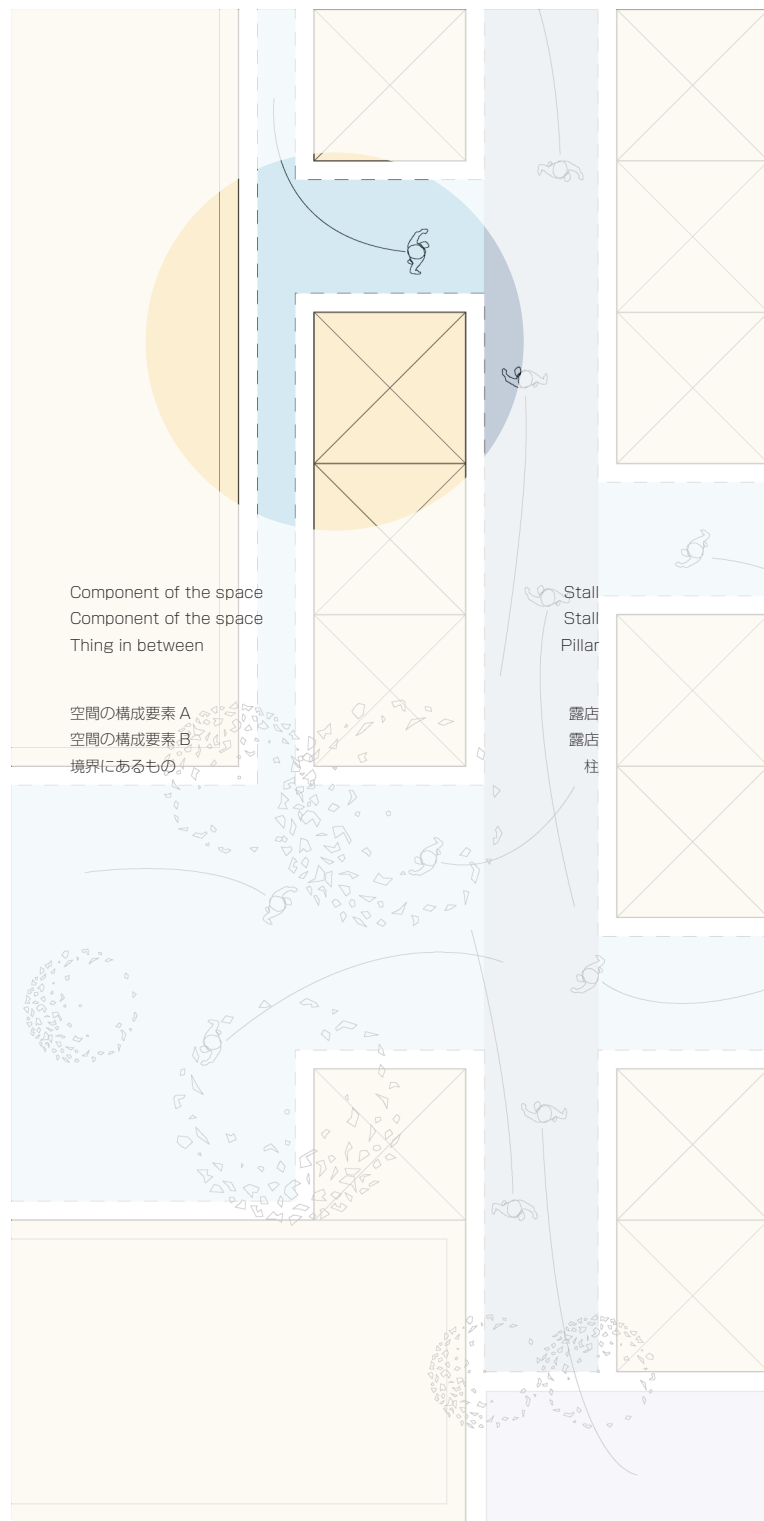 Component of the space Stall
Component of the space Stall
Thing in between Pillar
空間の構成要素 A 露店
空間の構成要素 B 露店
境界にあるもの 柱